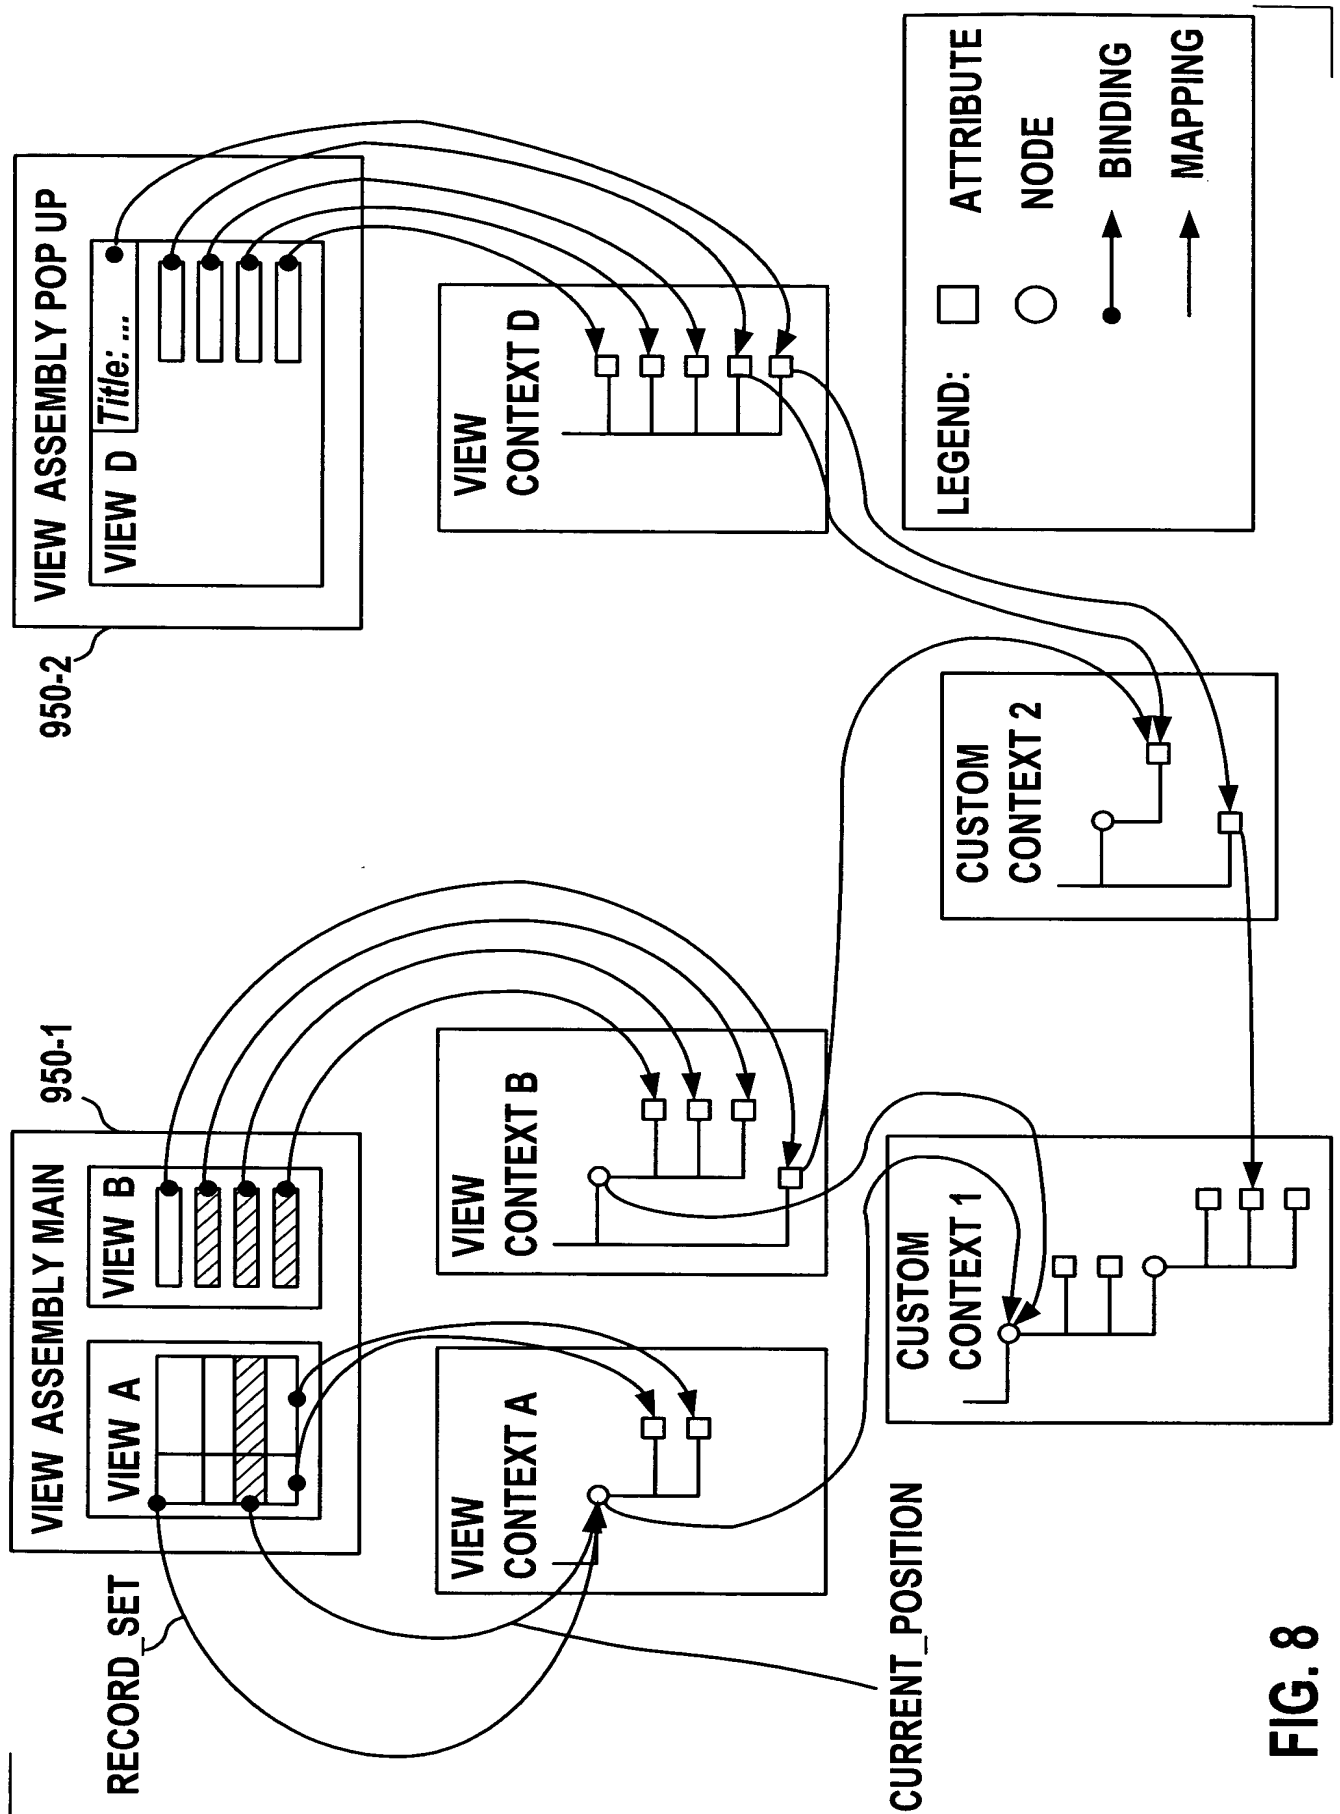 VIEW ASSEMBLY MAIN
950-1
VIEW A
VIEW B
RECORD_SET
VIEW ASSEMBLY POP UP
950-2
VIEW D
Title: ...
VIEW
CONTEXT A
VIEW
CONTEXT B
VIEW
CONTEXT D
CURRENT_POSITION
CUSTOM
CONTEXT 1
CUSTOM
CONTEXT 2
LEGEND:
ATTRIBUTE
NODE
BINDING
MAPPING
FIG. 8